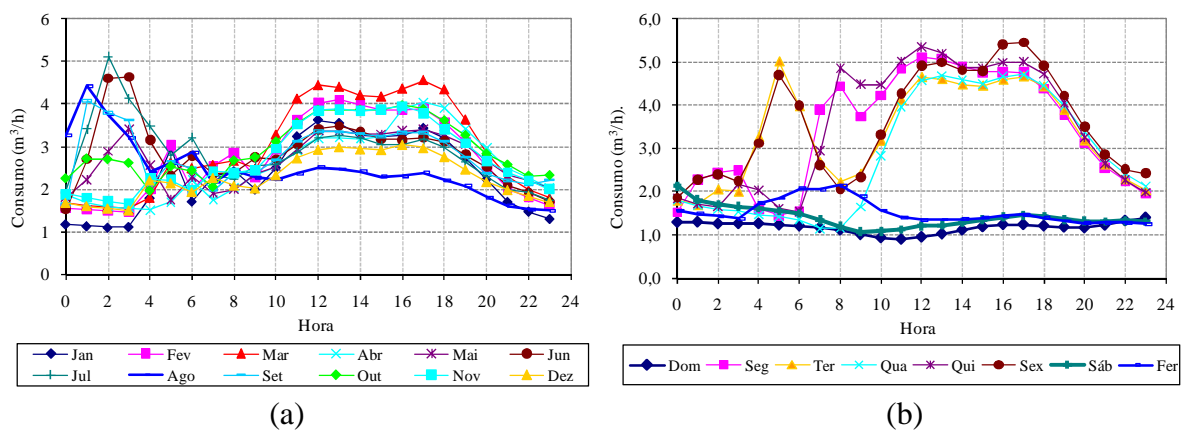 6
5
4
3
2
1
0
Consumo (m³/h)
0 2 4 6 8 10 12 14 16 18 20 22 24
Hora
Jan Fev Mar Abr Mai Jun
Jul Ago Set Out Nov Dez
(a)
6,0
5,0
4,0
3,0
2,0
1,0
0,0
Consumo (m³/h).
0 2 4 6 8 10 12 14 16 18 20 22 24
Hora
Dom Seg Ter Qua Qui Sex Sáb Fer
(b)